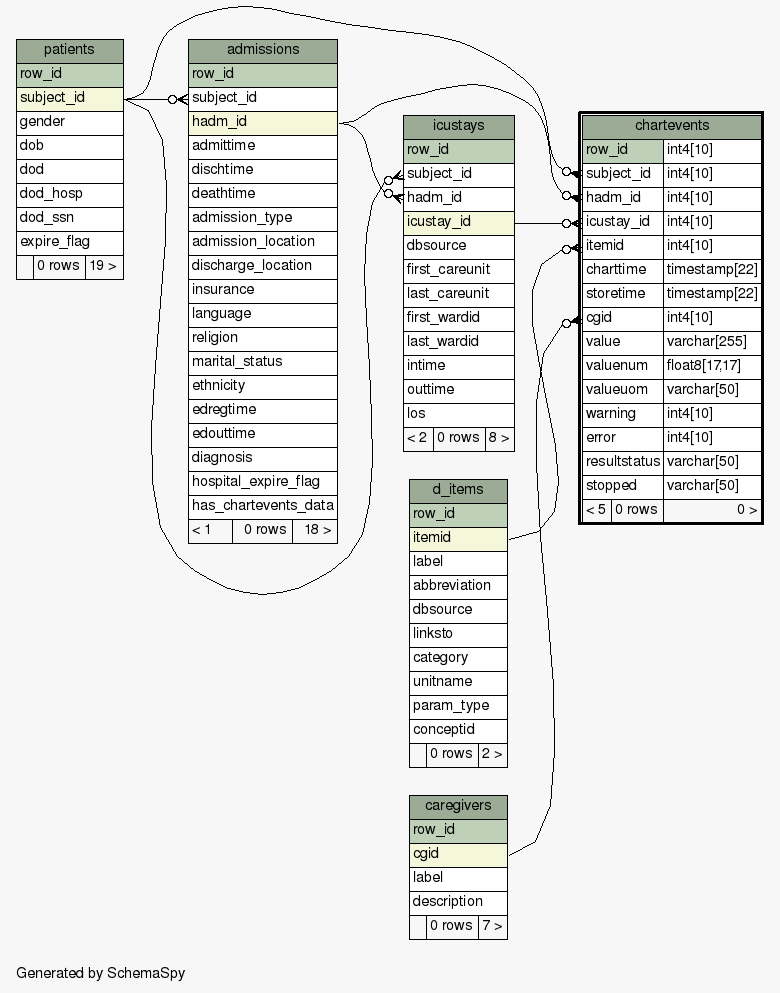 patients
row_id
subject_id
gender
dob
dod
dod_hosp
dod_ssn
expire_flag
0 rows 19 >
admissions
row_id
subject_id
hadm_id
admittime
dischtime
deathtime
admission_type
admission_location
discharge_location
insurance
language
religion
marital_status
ethnicity
edregtime
edouttime
diagnosis
hospital_expire_flag
has_chartevents_data
< 1 0 rows 18 >
icustays
row_id
subject_id
hadm_id
icustay_id
dbsource
first_careunit
last_careunit
first_wardid
last_wardid
intime
outtime
los
< 2 0 rows 8 >
chartevents
row_id int4[10]
subject_id int4[10]
hadm_id int4[10]
icustay_id int4[10]
itemid int4[10]
charttime timestamp[22]
storetime timestamp[22]
cgid int4[10]
value varchar[255]
valuenum float8[17,17]
valueuom varchar[50]
warning int4[10]
error int4[10]
resultstatus varchar[50]
stopped varchar[50]
< 5 0 rows 0 >
d_items
row_id
itemid
label
abbreviation
dbsource
linksto
category
unitname
param_type
conceptid
0 rows 2 >
caregivers
row_id
cgid
label
description
0 rows 7 >
Generated by SchemaSpy